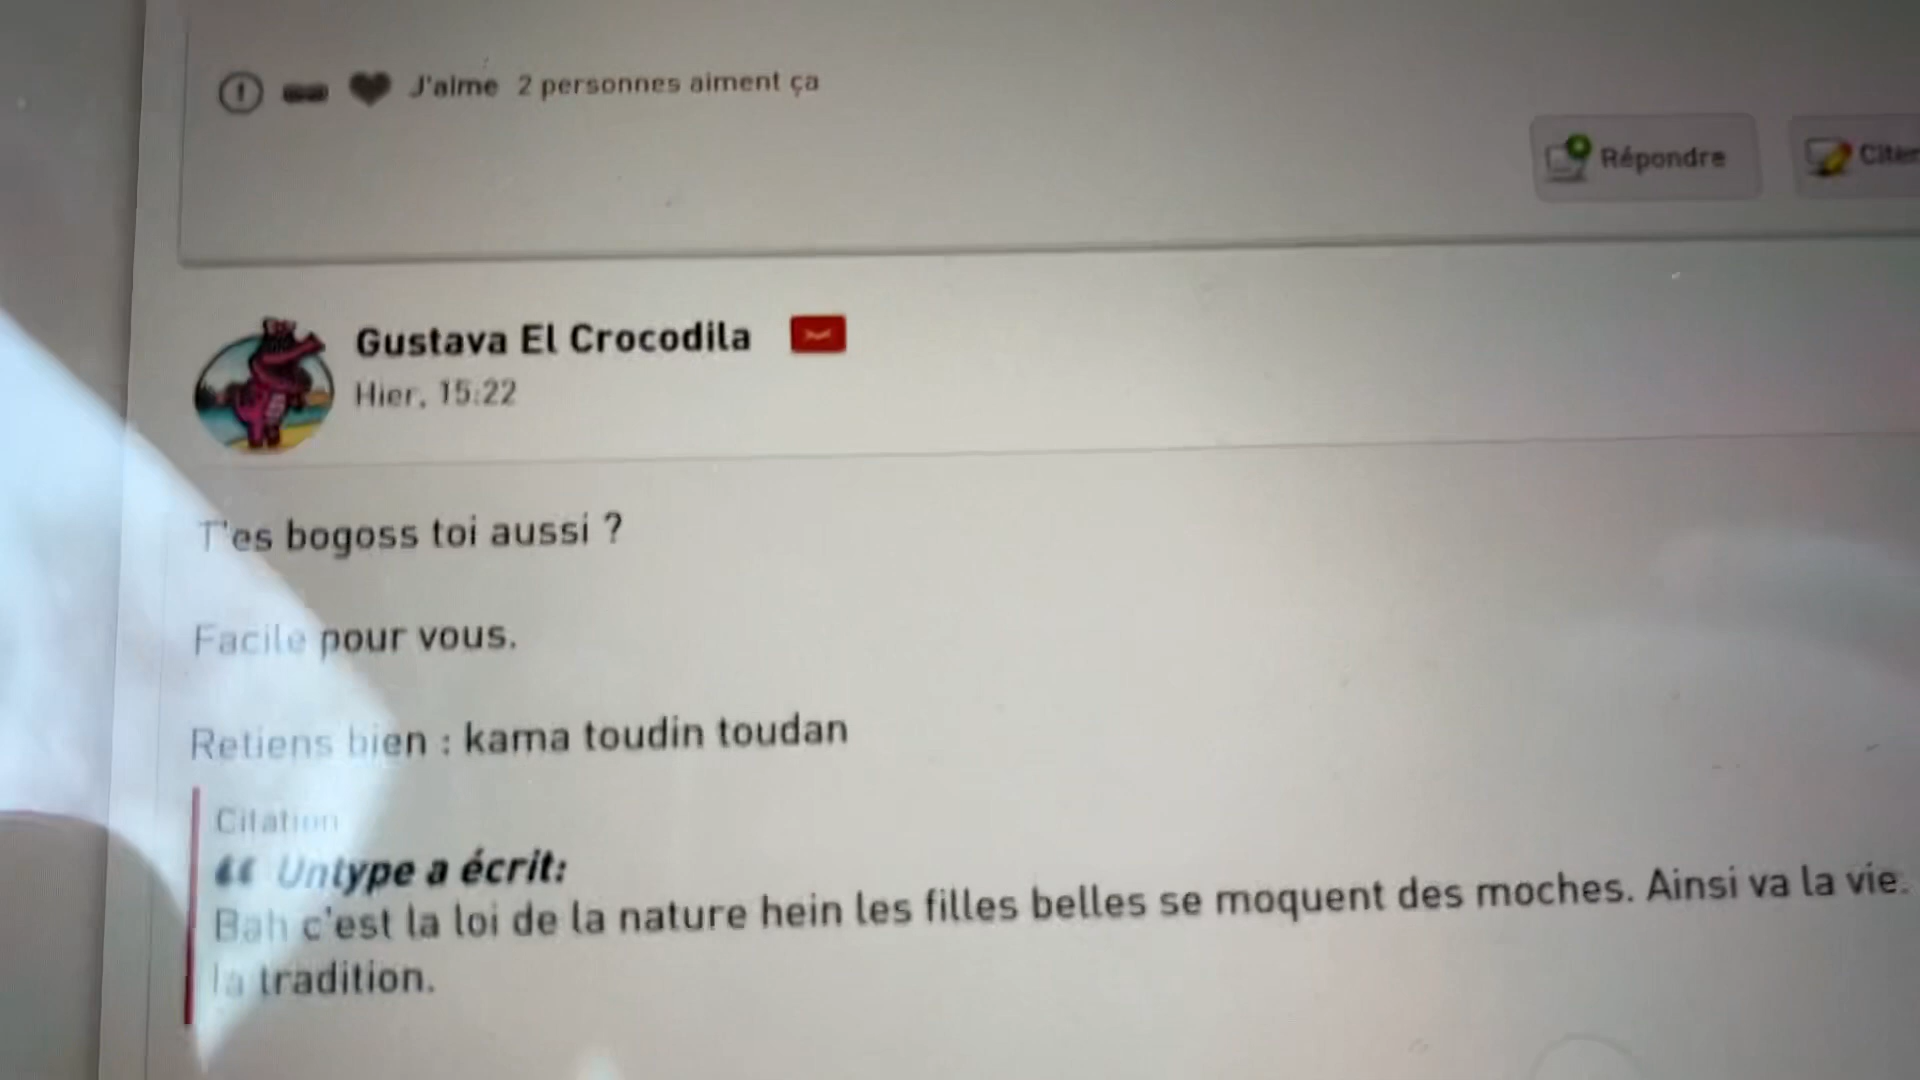 J'aime 2 personnes aiment ça
Répondre
Citer
Gustava El Crocodila
Hier, 15:22
T'es bogoss toi aussi ?
Facile pour vous.
Retiens bien : kama toudin toudan
Citation
“ Untype a écrit:
Bah c'est la loi de la nature hein les filles belles se moquent des moches. Ainsi va la vie.
la tradition.